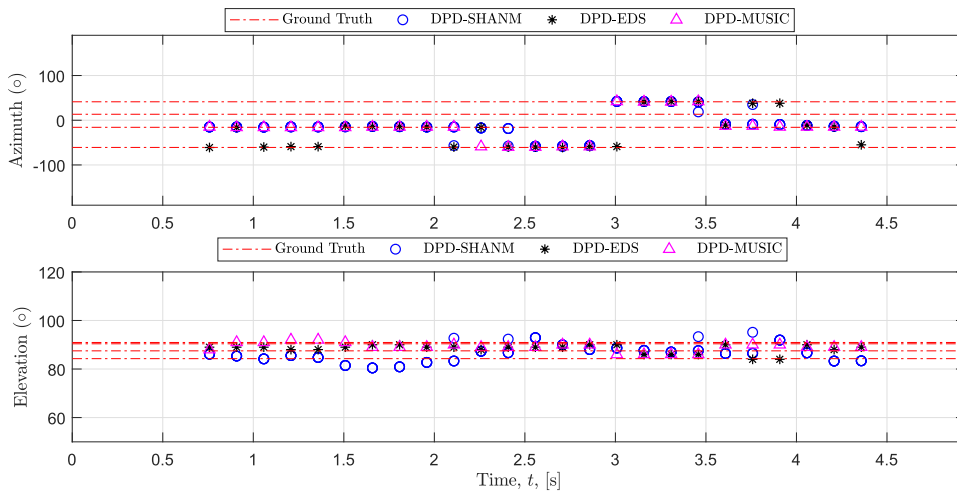 Ground Truth DPD-SHANM DPD-EDS DPD-MUSIC
Azimuth (○)
100
0
-100
0 0.5 1 1.5 2 2.5 3 3.5 4 4.5
Ground Truth DPD-SHANM DPD-EDS DPD-MUSIC
Elevation (○)
120
100
80
60
0 0.5 1 1.5 2 2.5 3 3.5 4 4.5
Time, t, [s]